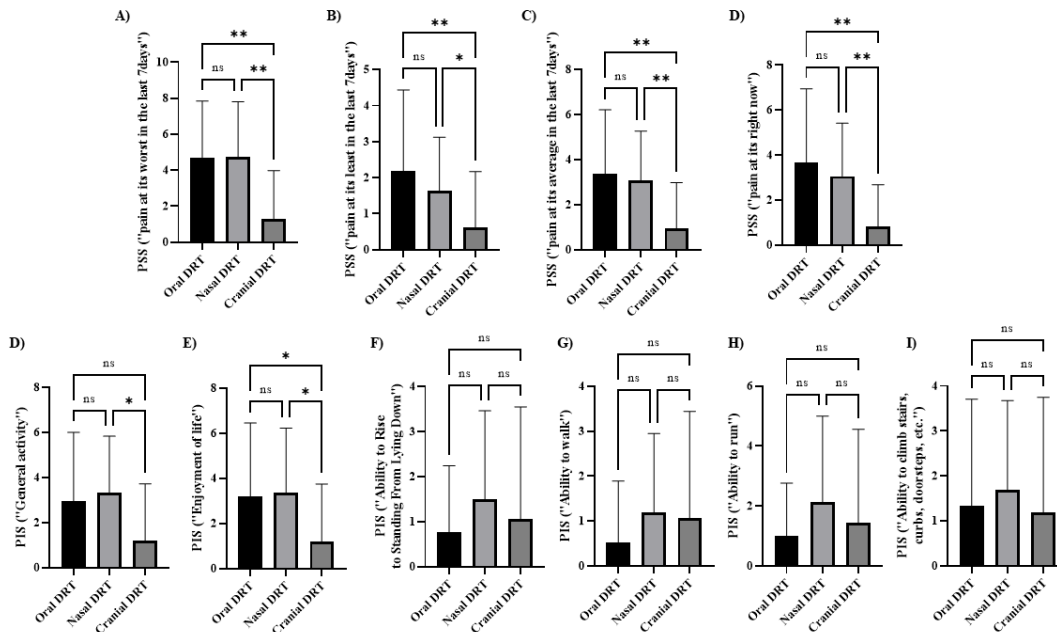 A)
PSS ("pain at its worst in the last 7days")
**
ns
**
10
8
6
4
2
0
Oral DRT
Nasal DRT
Cranial DRT
B)
PSS ("pain at its least in the last 7days")
**
ns
*
5
4
3
2
1
0
Oral DRT
Nasal DRT
Cranial DRT
C)
PSS ("pain at its average in the last 7days")
**
ns
**
8
6
4
2
0
Oral DRT
Nasal DRT
Cranial DRT
D)
PSS ("pain at its right now")
**
ns
**
8
6
4
2
0
Oral DRT
Nasal DRT
Cranial DRT
D)
PIS ("General activity")
ns
ns
*
8
6
4
2
0
Oral DRT
Nasal DRT
Cranial DRT
E)
PIS ("Enjoyment of life")
*
ns
*
8
6
4
2
0
Oral DRT
Nasal DRT
Cranial DRT
F)
PIS ("Ability to Rise
to Standing From Lying Down")
ns
ns
ns
4
3
2
1
0
Oral DRT
Nasal DRT
Cranial DRT
G)
PIS ("Ability to walk")
ns
ns
ns
4
3
2
1
0
Oral DRT
Nasal DRT
Cranial DRT
H)
PIS ("Ability to run")
ns
ns
ns
6
4
2
0
Oral DRT
Nasal DRT
Cranial DRT
I)
PIS ("Ability to climb stairs,
curbs, doorsteps, etc.")
ns
ns
ns
4
3
2
1
0
Oral DRT
Nasal DRT
Cranial DRT